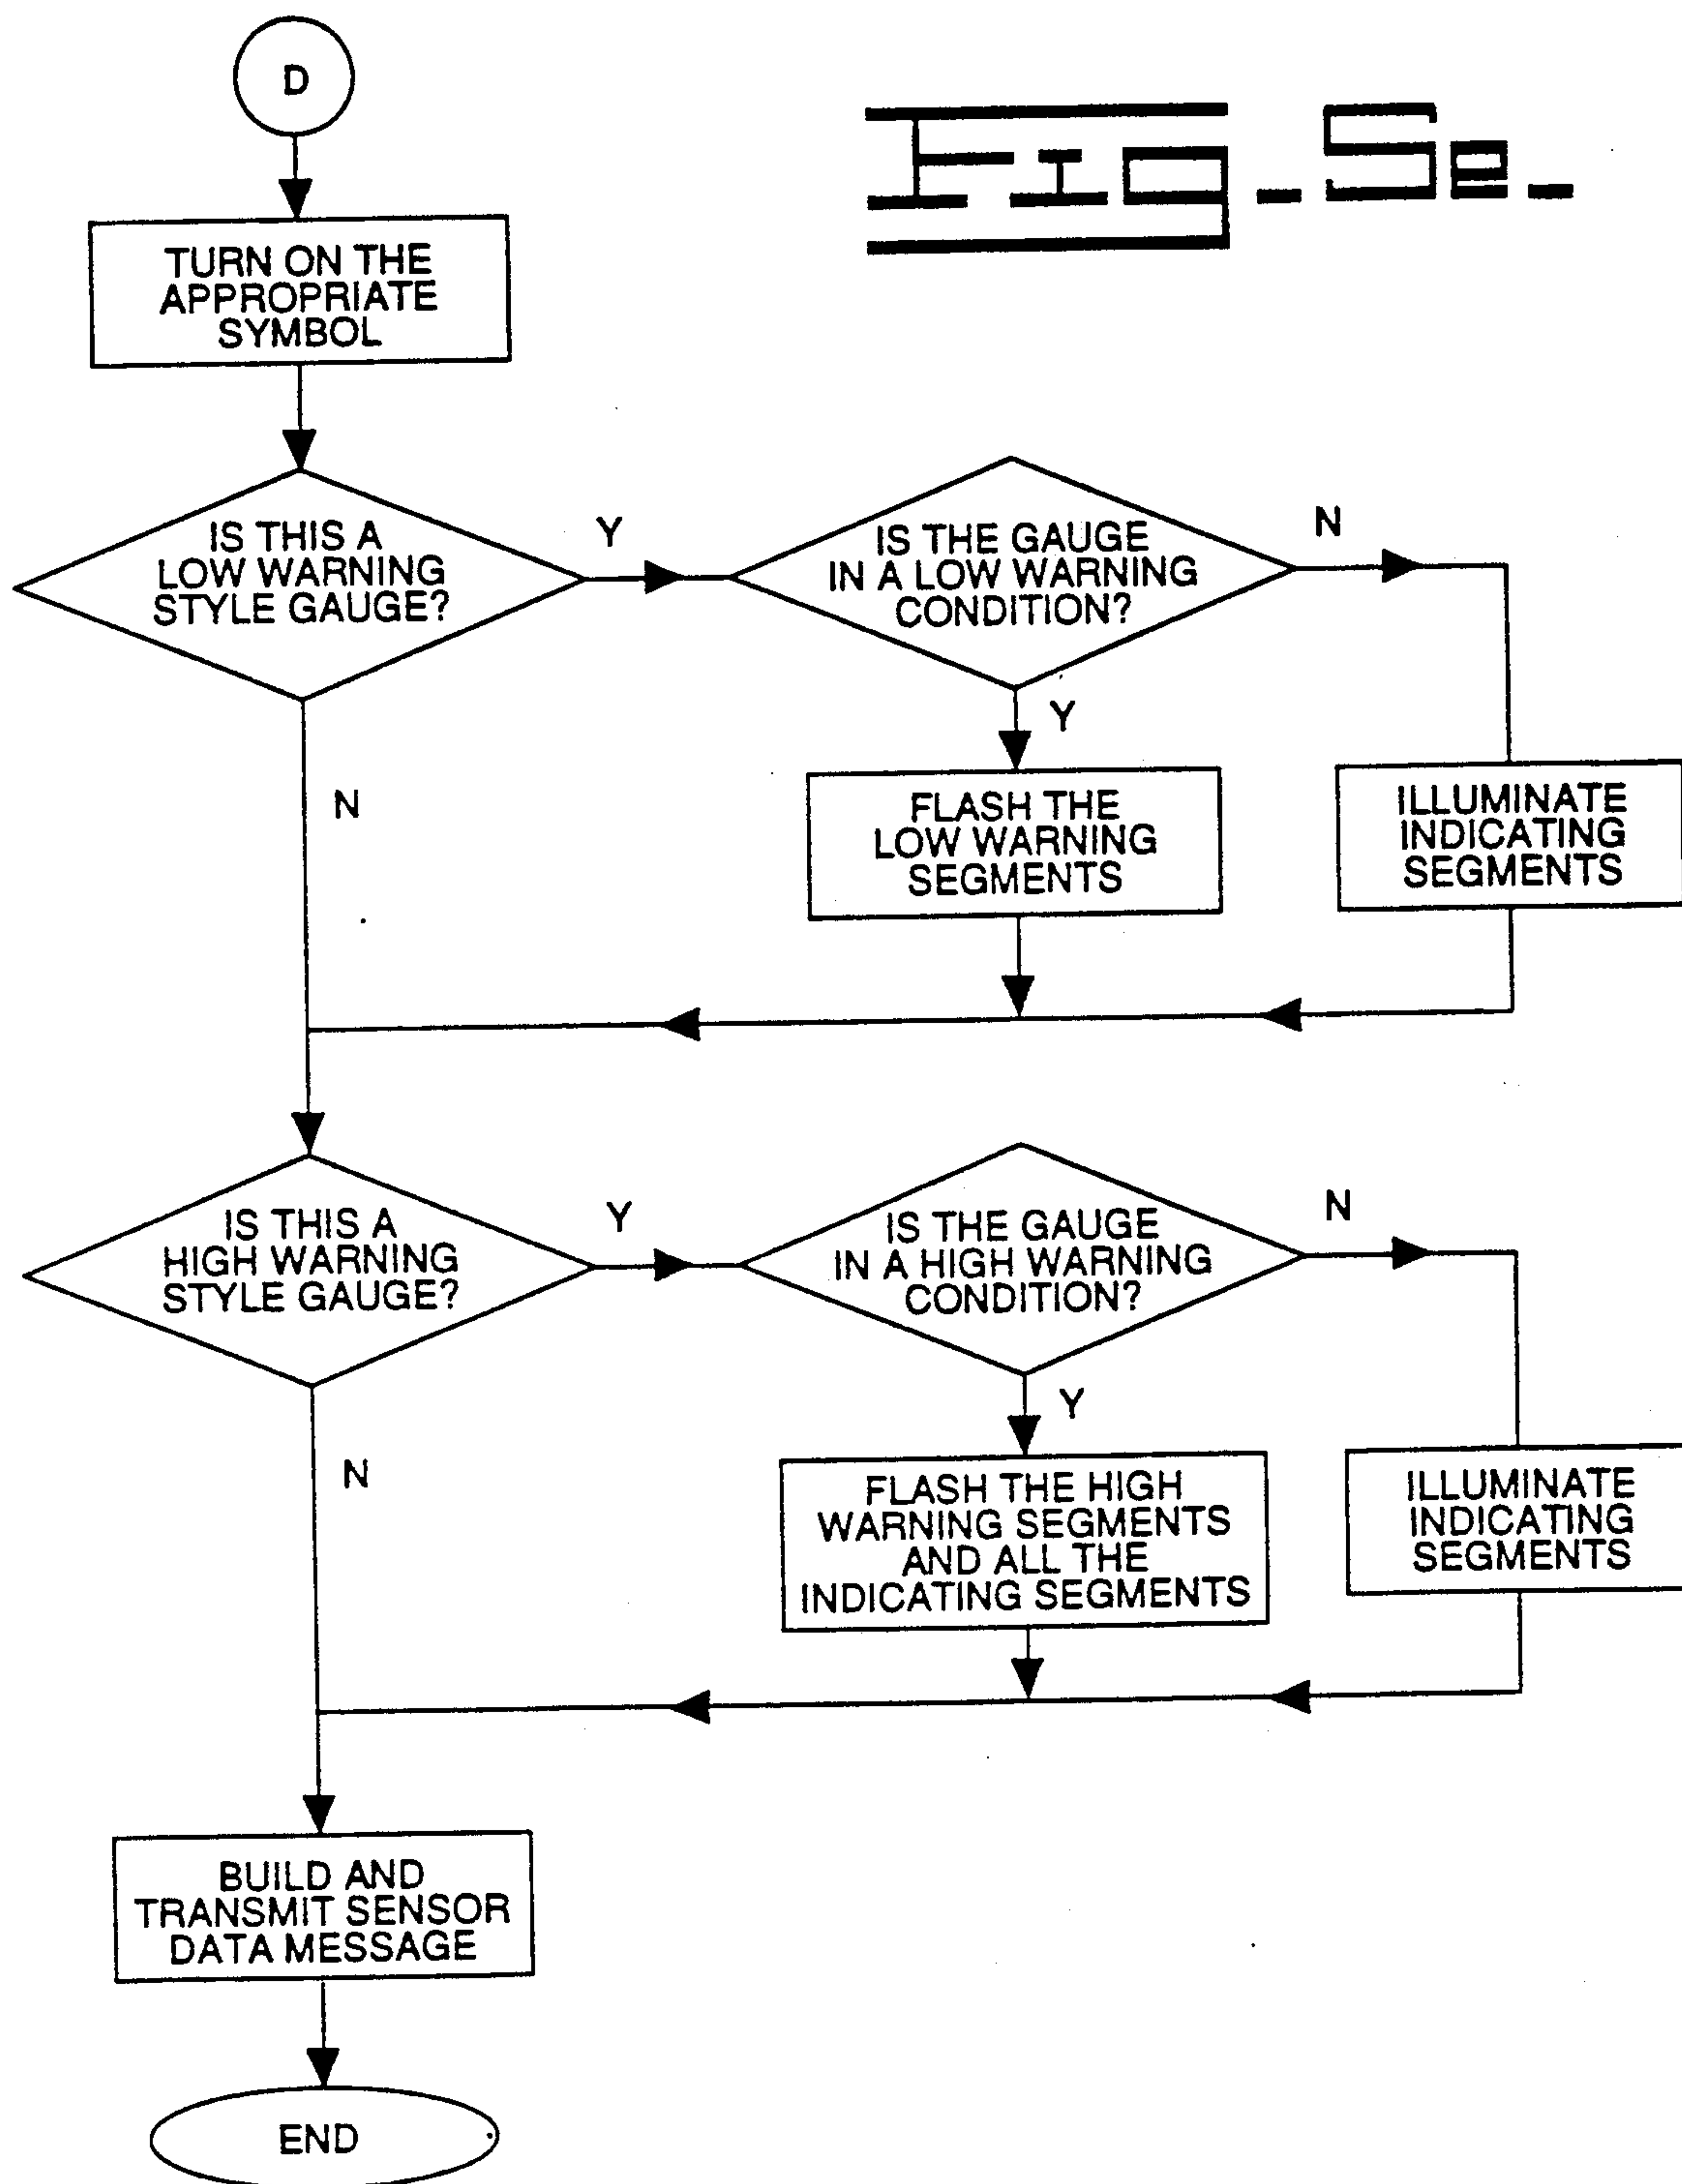 D
Fig_5e_
TURN ON THE
APPROPRIATE
SYMBOL
IS THIS A
LOW WARNING
STYLE GAUGE?
Y
IS THE GAUGE
IN A LOW WARNING
CONDITION?
N
Y
N
FLASH THE
LOW WARNING
SEGMENTS
ILLUMINATE
INDICATING
SEGMENTS
IS THIS A
HIGH WARNING
STYLE GAUGE?
Y
IS THE GAUGE
IN A HIGH WARNING
CONDITION?
N
Y
N
FLASH THE HIGH
WARNING SEGMENTS
AND ALL THE
INDICATING SEGMENTS
ILLUMINATE
INDICATING
SEGMENTS
BUILD AND
TRANSMIT SENSOR
DATA MESSAGE
END